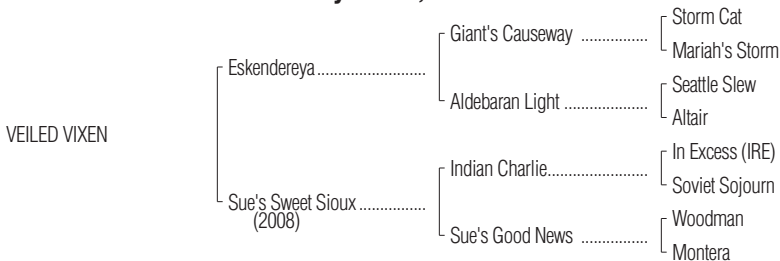 Storm Cat
Giant's Causeway ................
Mariah's Storm
Eskendereya..........................
Seattle Slew
Aldebaran Light ....................
Altair
VEILED VIXEN
In Excess (IRE)
Indian Charlie........................
Soviet Sojourn
Sue's Sweet Sioux ................
(2008)
Woodman
Sue's Good News ................
Montera